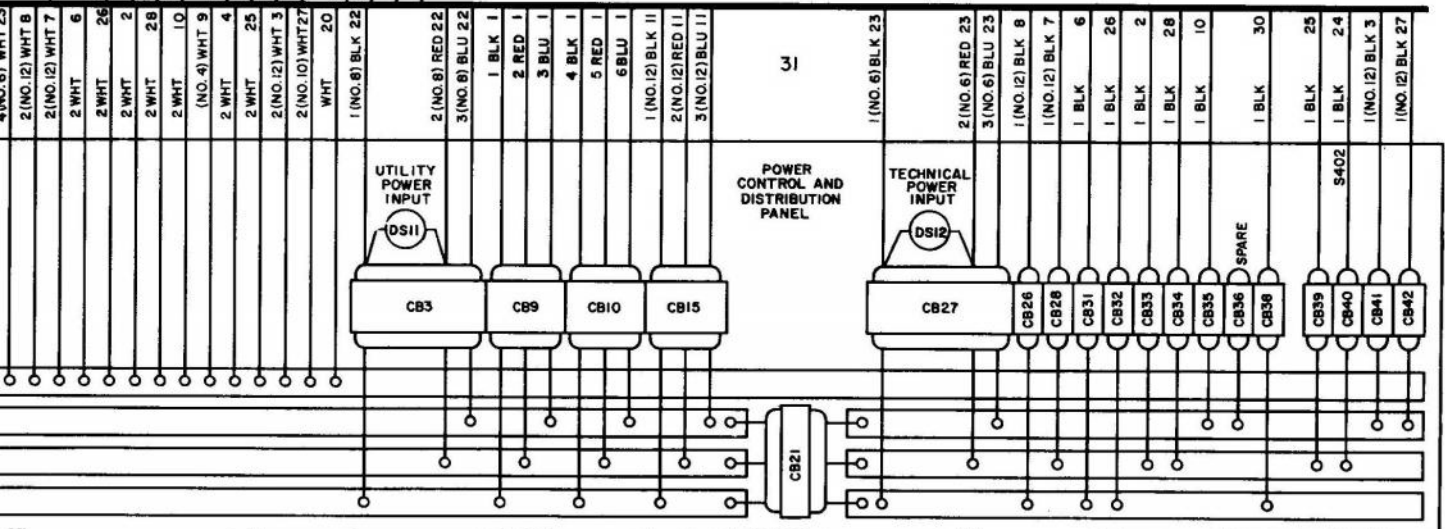 4(NO.6) WHT 23
2(NO.12) WHT 8
2(NO.12) WHT 7
2 WHT 6
2 WHT 26
2 WHT 2
2 WHT 28
2 WHT 10
(NO.4) WHT 9
2 WHT 4
2 WHT 25
2(NO.12) WHT 3
2(NO.10) WHT 27
WHT 20
1(NO.8) BLK 22
2(NO.8) RED 22
3(NO.8) BLU 22
1 BLK 1
2 RED 1
3 BLU 1
4 BLK 1
5 RED 1
6 BLU 1
1(NO.12) BLK 11
2(NO.12) RED 11
3(NO.12) BLU 11
31
1(NO.6) BLK 23
2(NO.6) RED 23
3(NO.6) BLU 23
1(NO.12) BLK 8
1(NO.12) BLK 7
1 BLK 6
1 BLK 26
1 BLK 2
1 BLK 28
1 BLK 10
1 BLK 30
1 BLK 25
1 BLK 24
1(NO.12) BLK 3
1(NO.12) BLK 27
UTILITY
POWER
INPUT
DS11
POWER
CONTROL AND
DISTRIBUTION
PANEL
TECHNICAL
POWER
INPUT
DS12
SPARE
S402
CB3
CB9
CB10
CB15
CB27
CB26
CB28
CB31
CB32
CB33
CB34
CB35
CB36
CB38
CB39
CB40
CB41
CB42
CB21